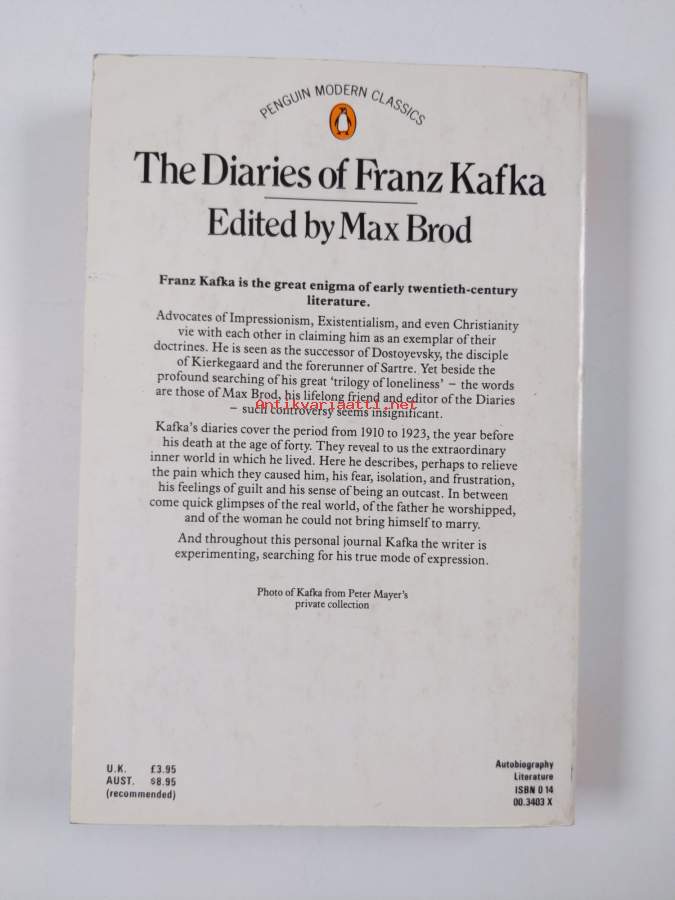 PENGUIN MODERN CLASSICS
The Diaries of Franz Kafka
Edited by Max Brod
Franz Kafka is the great enigma of early twentieth-century
literature.
Advocates of Impressionism, Existentialism, and even Christianity
vie with each other in claiming him as an exemplar of their
doctrines. He is seen as the successor of Dostoyevsky, the disciple
of Kierkegaard and the forerunner of Sartre. Yet beside the
profound searching of his great ‘trilogy of loneliness’ – the words
are those of Max Brod, his lifelong friend and editor of the Diaries
Antikvariaatti.net
– such controversy seems insignificant.
Kafka's diaries cover the period from 1910 to 1923, the year before
his death at the age of forty. They reveal to us the extraordinary
inner world in which he lived. Here he describes, perhaps to relieve
the pain which they caused him, his fear, isolation, and frustration,
his feelings of guilt and his sense of being an outcast. In between
come quick glimpses of the real world, of the father he worshipped,
and of the woman he could not bring himself to marry.
And throughout this personal journal Kafka the writer is
experimenting, searching for his true mode of expression.
Photo of Kafka from Peter Mayer's
private collection
U.K. £3.95
AUST. $8.95
(recommended)
Autobiography
Literature
ISBN 0 14
00.3403 X